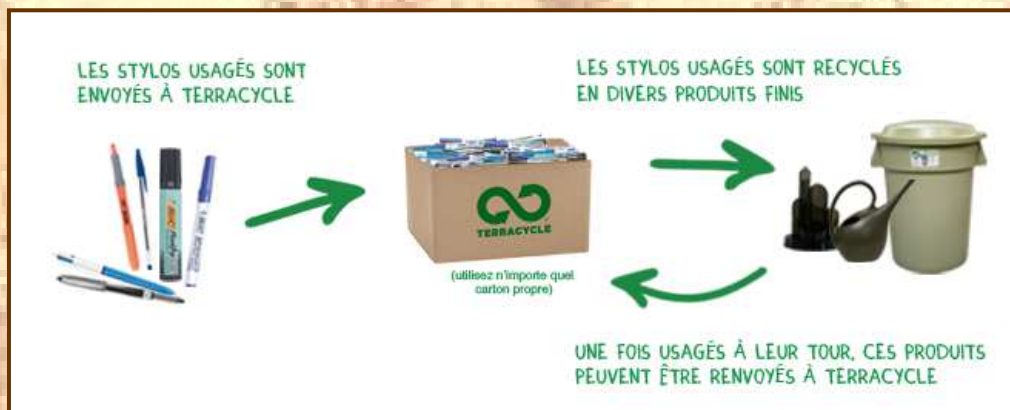 LES STYLOS USAGÉS SONT
ENVOYÉS À TERRACYCLE
LES STYLOS USAGÉS SONT RECYCLÉS
EN DIVERS PRODUITS FINIS
TERRACYCLE
(utilisez n'importe quel
carton propre)
UNE FOIS USAGÉS À LEUR TOUR, CES PRODUITS
PEUVENT ÊTRE RENVOYÉS À TERRACYCLE